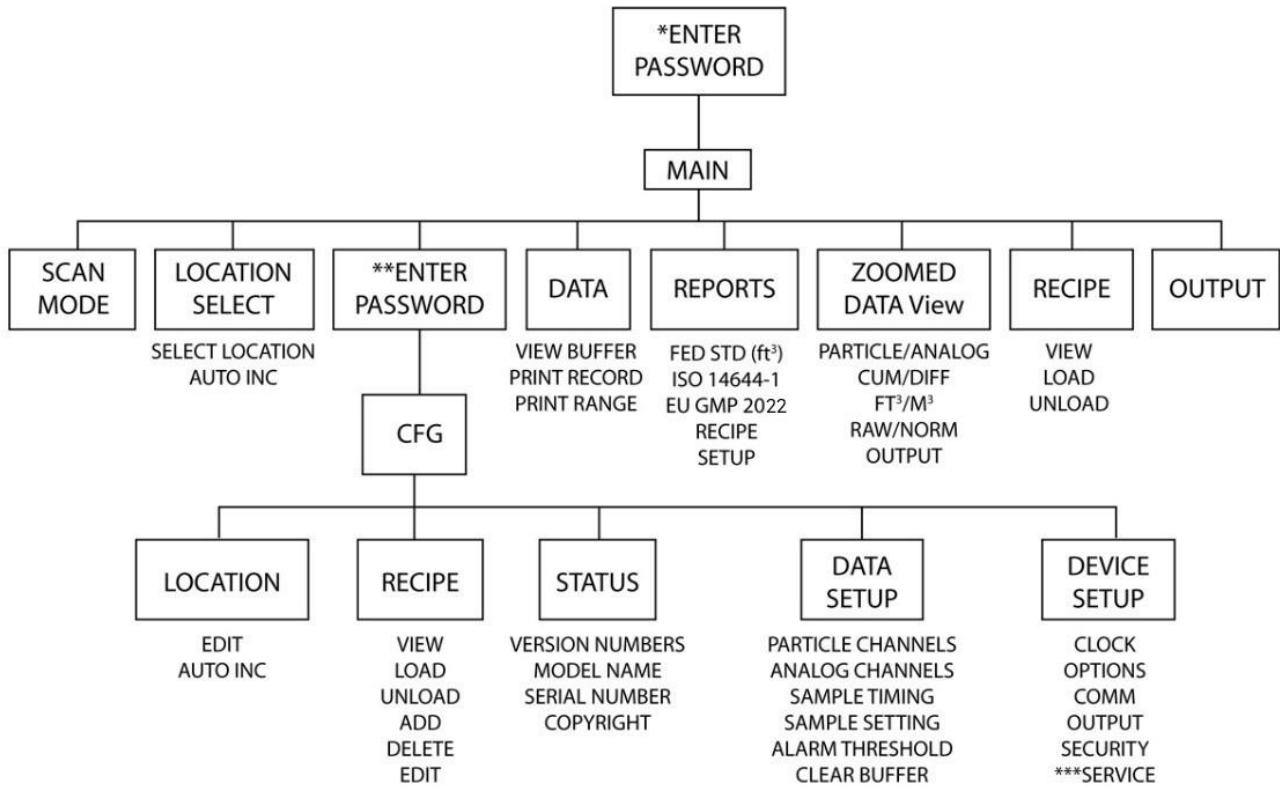 *ENTER
PASSWORD
MAIN
SCAN
MODE
LOCATION
SELECT
SELECT LOCATION
AUTO INC
**ENTER
PASSWORD
DATA
VIEW BUFFER
PRINT RECORD
PRINT RANGE
REPORTS
FED STD (ft³)
ISO 14644-1
EU GMP 2022
RECIPE
SETUP
ZOOMED
DATA View
PARTICLE/ANALOG
CUM/DIFF
FT³/M³
RAW/NORM
OUTPUT
RECIPE
VIEW
LOAD
UNLOAD
OUTPUT
CFG
LOCATION
EDIT
AUTO INC
RECIPE
VIEW
LOAD
UNLOAD
ADD
DELETE
EDIT
STATUS
VERSION NUMBERS
MODEL NAME
SERIAL NUMBER
COPYRIGHT
DATA
SETUP
PARTICLE CHANNELS
ANALOG CHANNELS
SAMPLE TIMING
SAMPLE SETTING
ALARM THRESHOLD
CLEAR BUFFER
DEVICE
SETUP
CLOCK
OPTIONS
COMM
OUTPUT
SECURITY
***SERVICE